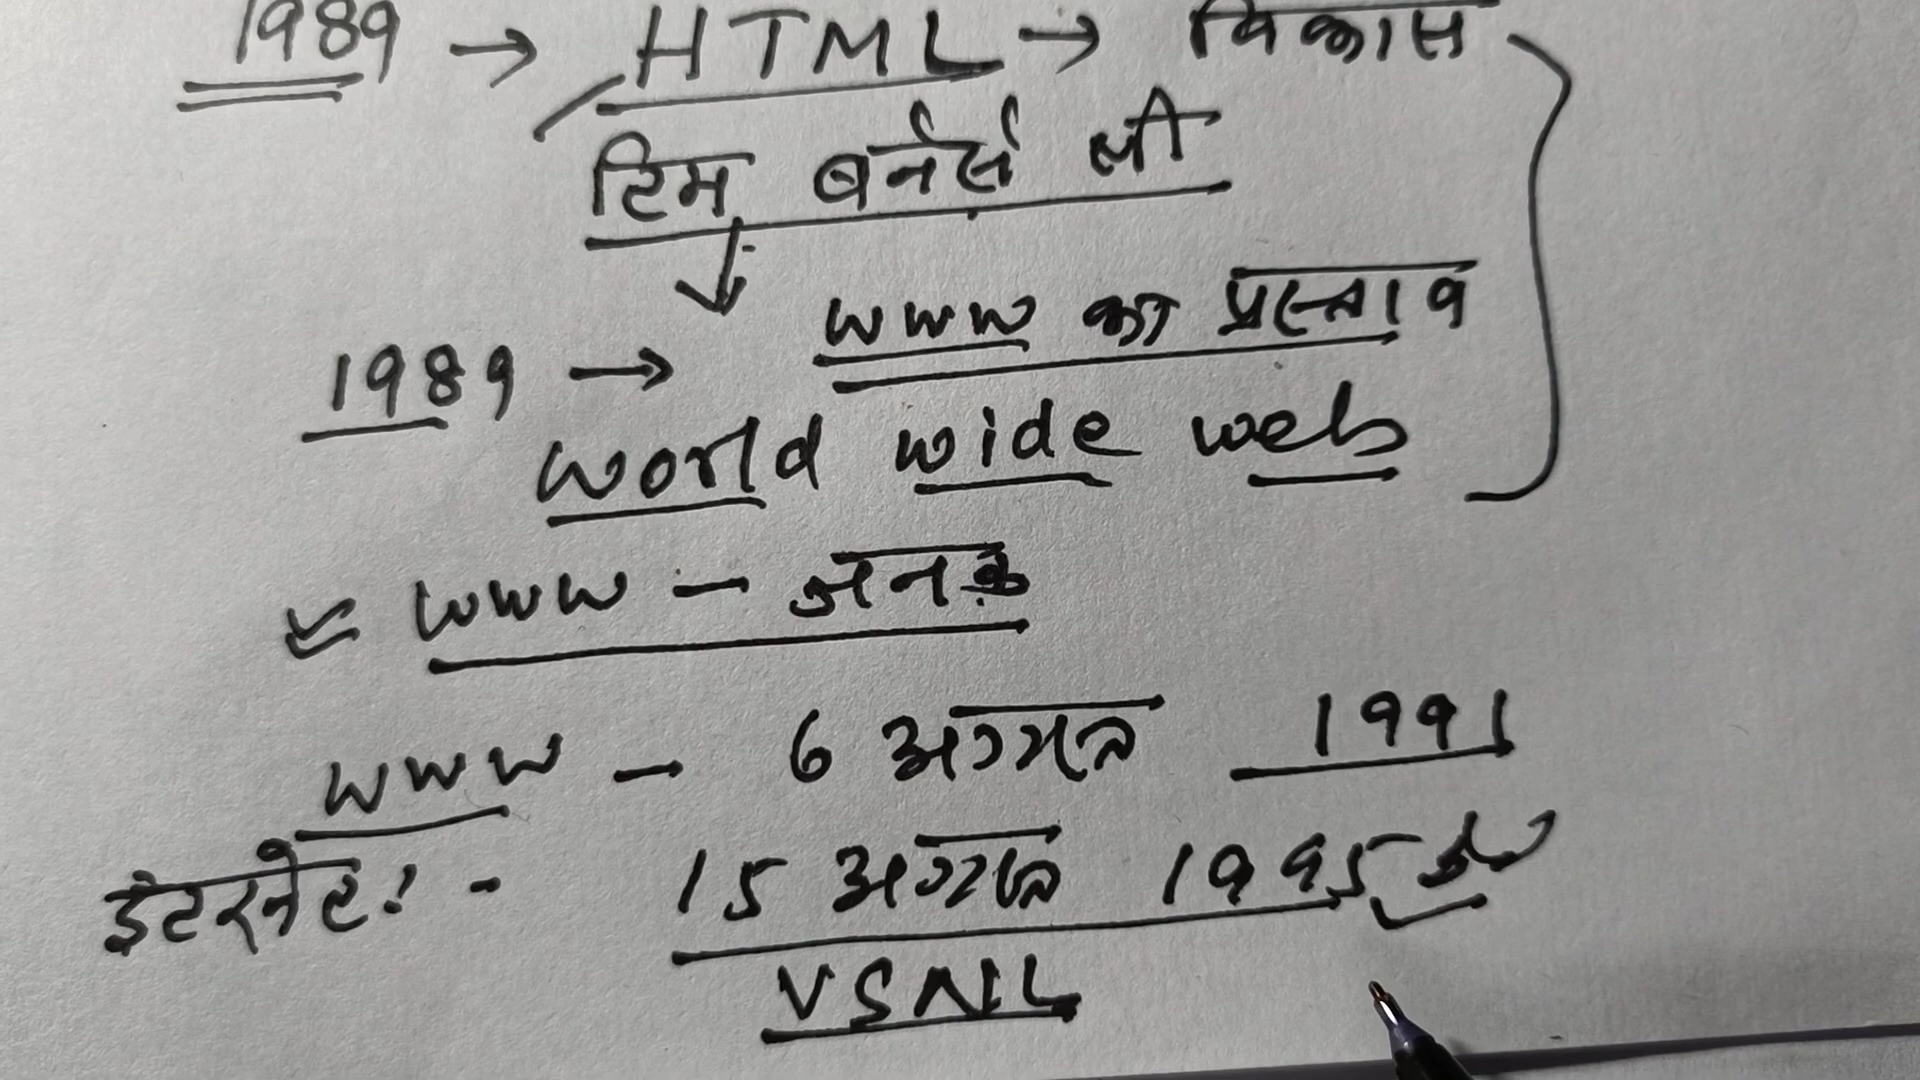 1989 → HTML → विकास
टिम बर्नर्स ली
www का प्रस्ताव
1989 →
world wide web
www - जनक
www - 6 अगस्त 1991
इंटरनेट :- 15 अगस्त 1995
VSNL